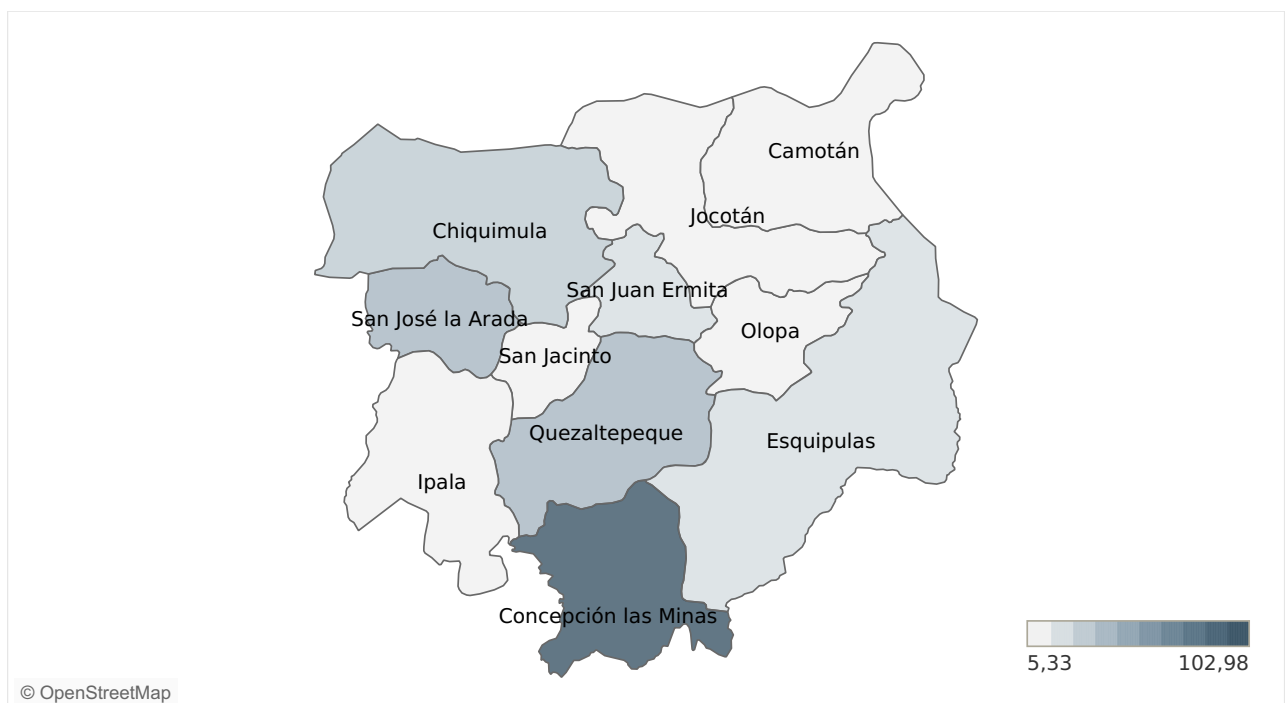 Camotán
Jocotán
Chiquimula
San Juan Ermita
San José la Arada
Olopa
San Jacinto
Quezaltepeque
Esquipulas
Ipala
Concepción las Minas
5,33
102,98
© OpenStreetMap